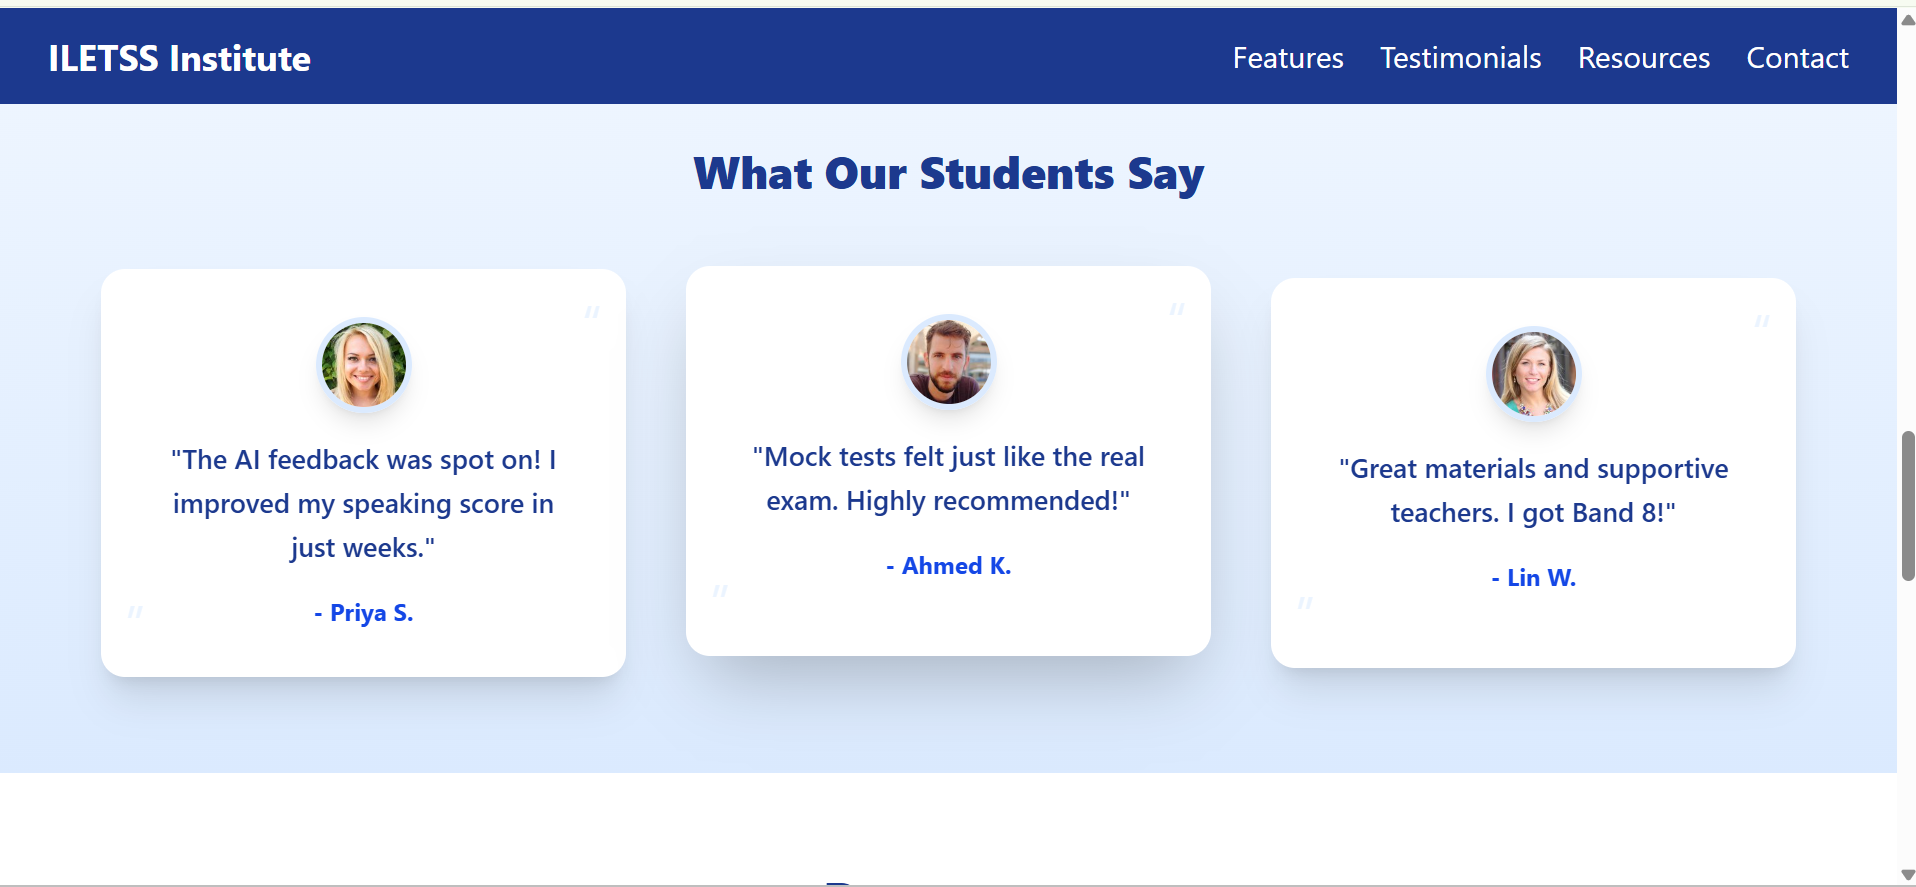 ILETSS Institute
Features Testimonials Resources Contact
What Our Students Say
"
"The AI feedback was spot on! I
improved my speaking score in
just weeks."
- Priya S.
"
"
"Mock tests felt just like the real
exam. Highly recommended!"
- Ahmed K.
"
"
"Great materials and supportive
teachers. I got Band 8!"
- Lin W.
"